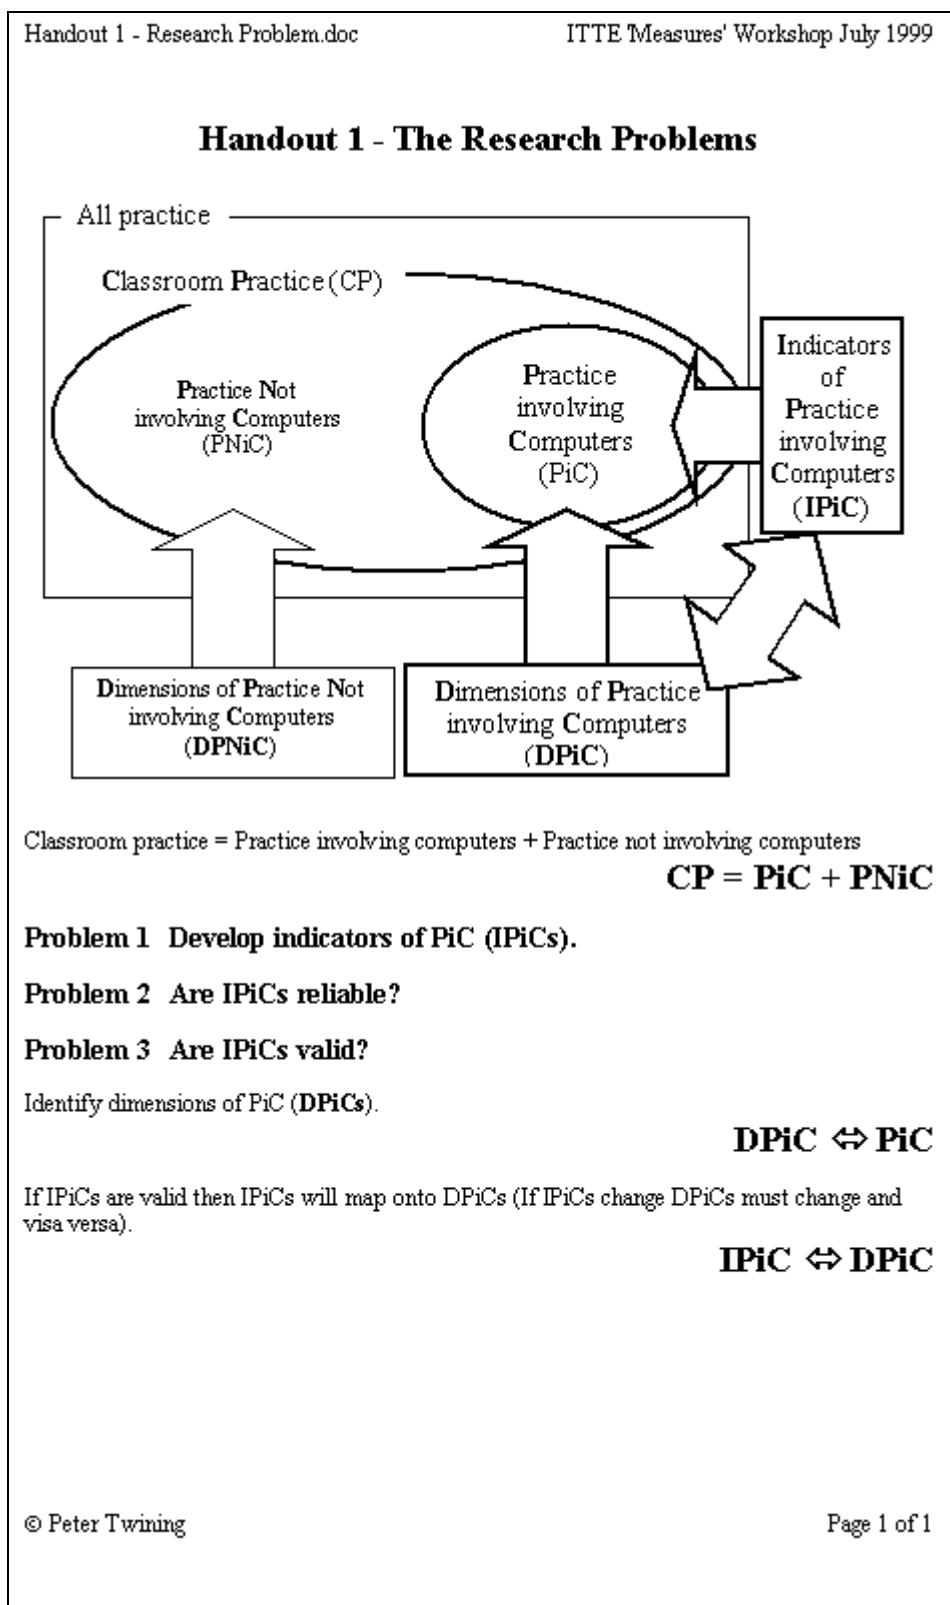 Handout 1 - Research Problem.doc ITTE 'Measures' Workshop July 1999
Handout 1 - The Research Problems
All practice
Classroom Practice (CP)
Practice Not
involving Computers
(PNiC)
Practice
involving
Computers
(PiC)
Indicators
of
Practice
involving
Computers
(IPiC)
Dimensions of Practice Not
involving Computers
(DPNiC)
Dimensions of Practice
involving Computers
(DPiC)
Classroom practice = Practice involving computers + Practice not involving computers
CP = PiC + PNiC
Problem 1 Develop indicators of PiC (IPiCs).
Problem 2 Are IPiCs reliable?
Problem 3 Are IPiCs valid?
Identify dimensions of PiC (DPiCs).
DPiC ⇔ PiC
If IPiCs are valid then IPiCs will map onto DPiCs (If IPiCs change DPiCs must change and
visa versa).
IPiC ⇔ DPiC
© Peter Twining Page 1 of 1